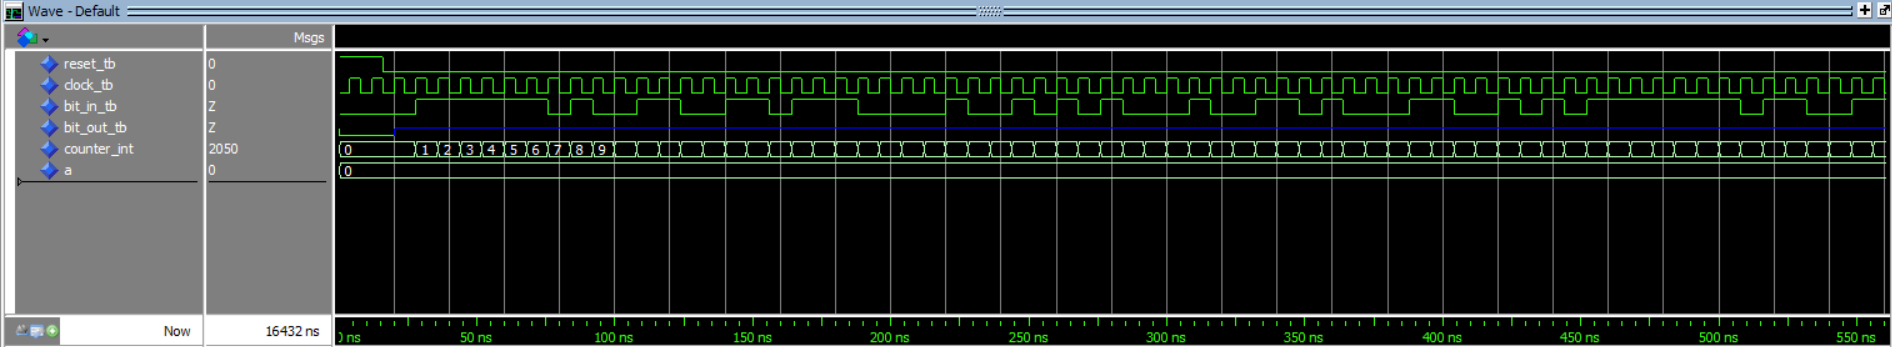 Wave - Default
Msgs
reset_tb 0
clock_tb 0
bit_in_tb Z
bit_out_tb Z
counter_int 2050 0 1 2 3 4 5 6 7 8 9
a 0 0
Now 16432 ns
ns 50 ns 100 ns 150 ns 200 ns 250 ns 300 ns 350 ns 400 ns 450 ns 500 ns 550 ns